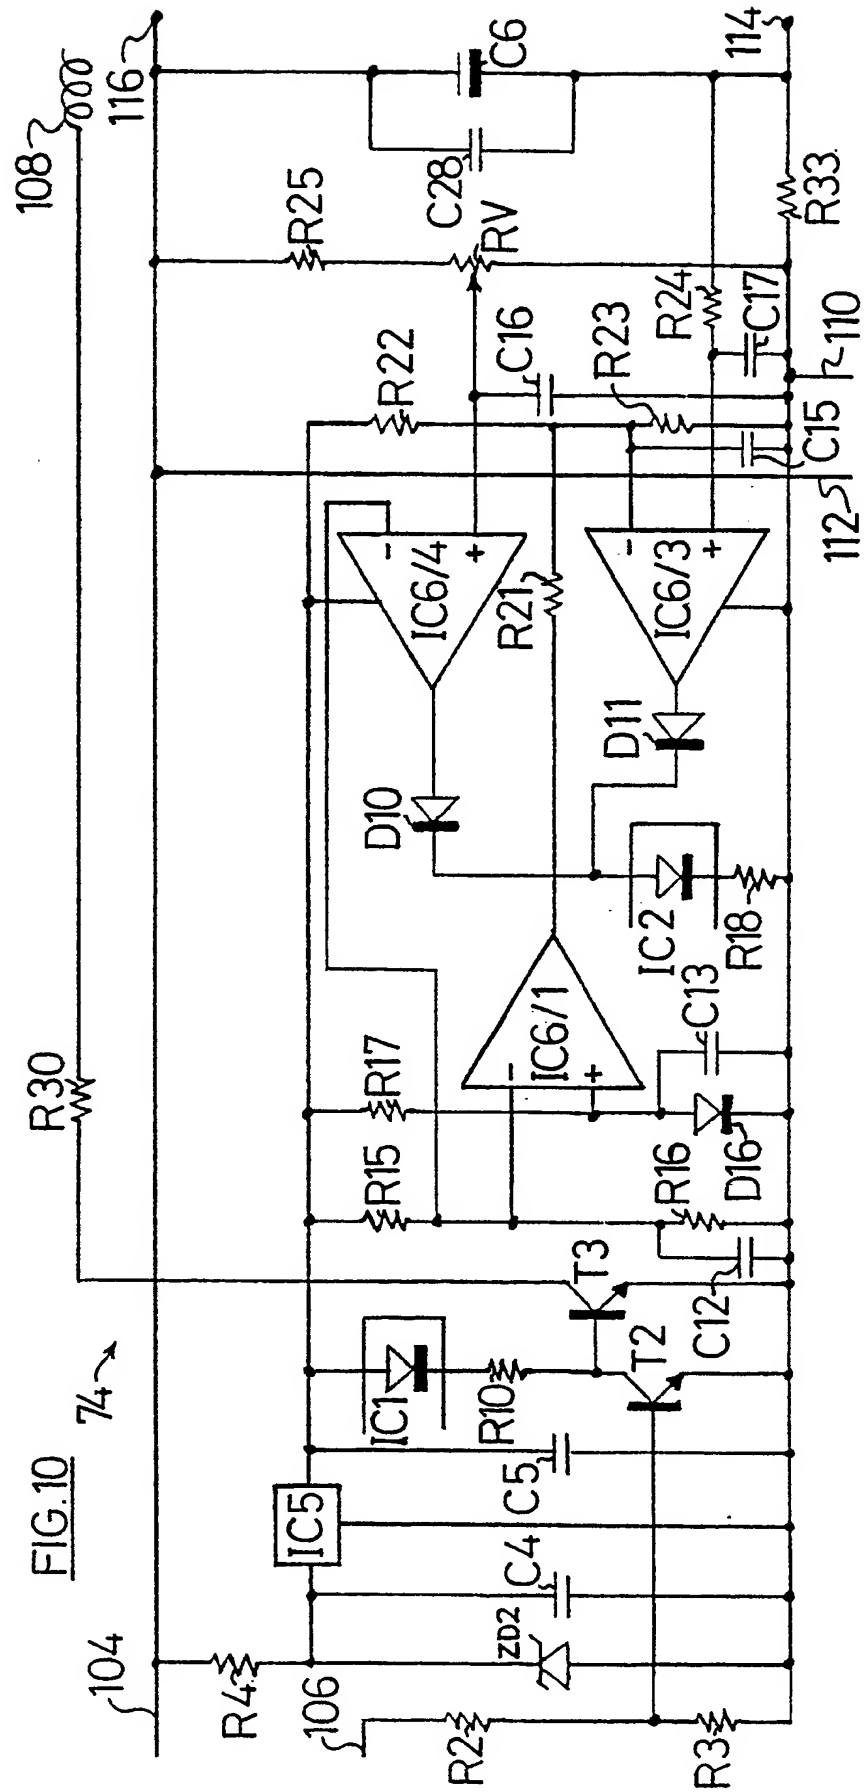 FIG.10
74
108
R30
104
116
R4
106
IC5
R15
R17
R22
R25
C6
C28
IC1
R10
ZD2
C4
C5
R2
R3
T3
T2
C12
R16
D16
C13
IC6/1
-
+
D10
IC6/4
-
+
R21
IC2
R18
D11
IC6/3
-
+
RV
C16
R23
R24
C17
C15
R33
112
110
114